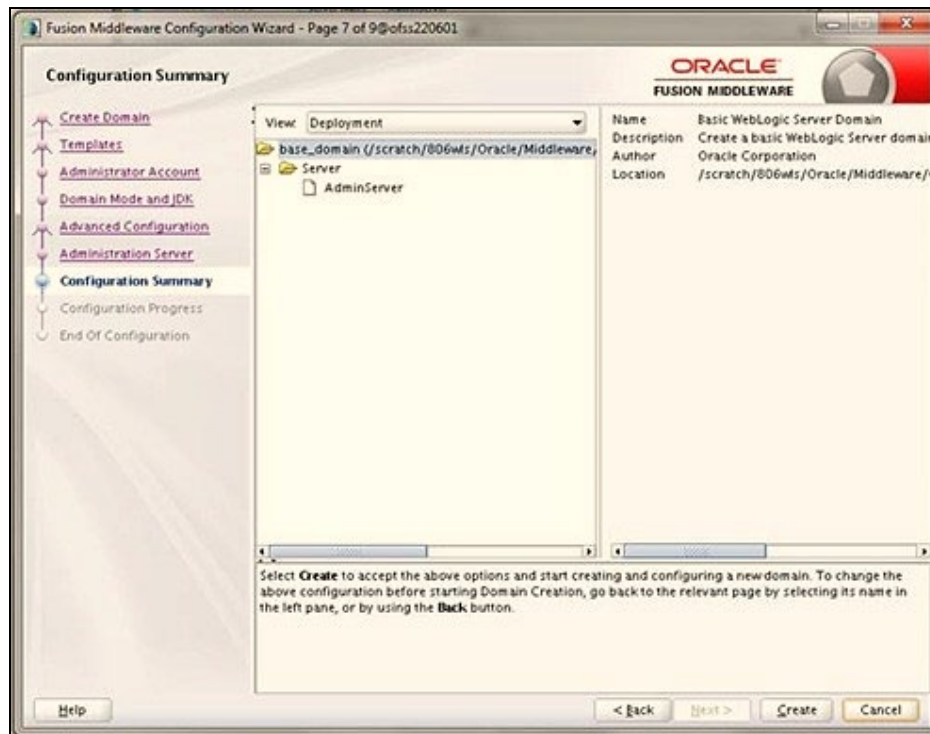 Fusion Middleware Configuration Wizard - Page 7 of 9@ofss220601
Configuration Summary
ORACLE
FUSION MIDDLEWARE
Create Domain
Templates
Administrator Account
Domain Mode and JDK
Advanced Configuration
Administration Server
Configuration Summary
Configuration Progress
End Of Configuration
View: Deployment
base_domain (/scratch/806wls/Oracle/Middleware,
Server
AdminServer
Name Basic WebLogic Server Domain
Description Create a basic WebLogic Server domain
Author Oracle Corporation
Location /scratch/806wls/Oracle/Middleware/
Select Create to accept the above options and start creating and configuring a new domain. To change the
above configuration before starting Domain Creation, go back to the relevant page by selecting its name in
the left pane, or by using the Back button.
Help
< Back
Next >
Create
Cancel